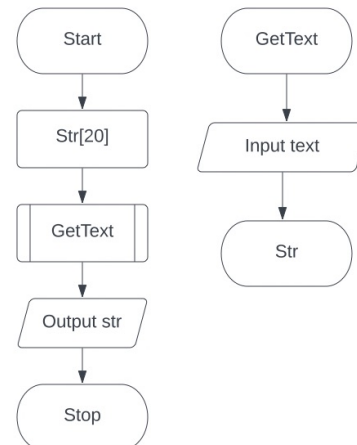 Start
Str[20]
GetText
Output str
Stop
GetText
Input text
Str